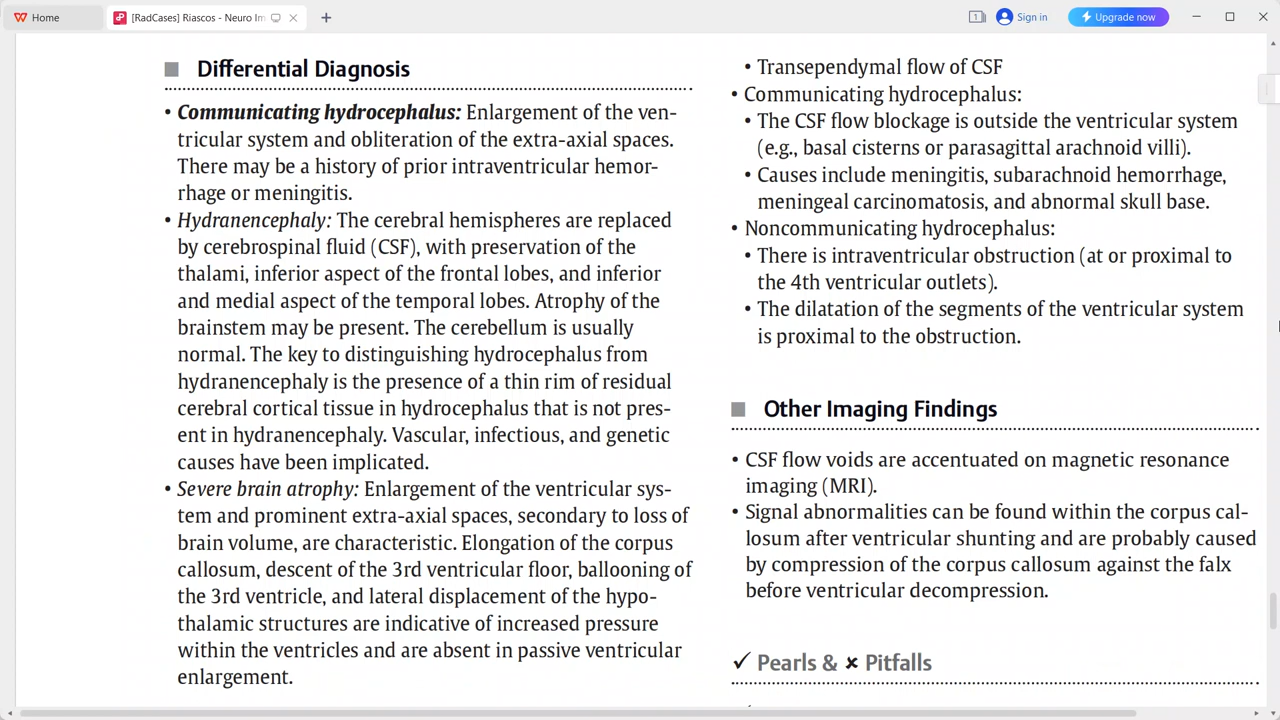 Home
[RadCases] Riascos - Neuro Im
Sign in
Upgrade now
Differential Diagnosis
• Communicating hydrocephalus: Enlargement of the ven-
tricular system and obliteration of the extra-axial spaces.
There may be a history of prior intraventricular hemor-
rhage or meningitis.
• Hydranencephaly: The cerebral hemispheres are replaced
by cerebrospinal fluid (CSF), with preservation of the
thalami, inferior aspect of the frontal lobes, and inferior
and medial aspect of the temporal lobes. Atrophy of the
brainstem may be present. The cerebellum is usually
normal. The key to distinguishing hydrocephalus from
hydranencephaly is the presence of a thin rim of residual
cerebral cortical tissue in hydrocephalus that is not pres-
ent in hydranencephaly. Vascular, infectious, and genetic
causes have been implicated.
• Severe brain atrophy: Enlargement of the ventricular sys-
tem and prominent extra-axial spaces, secondary to loss of
brain volume, are characteristic. Elongation of the corpus
callosum, descent of the 3rd ventricular floor, ballooning of
the 3rd ventricle, and lateral displacement of the hypo-
thalamic structures are indicative of increased pressure
within the ventricles and are absent in passive ventricular
enlargement.
• Transependymal flow of CSF
• Communicating hydrocephalus:
• The CSF flow blockage is outside the ventricular system
(e.g., basal cisterns or parasagittal arachnoid villi).
• Causes include meningitis, subarachnoid hemorrhage,
meningeal carcinomatosis, and abnormal skull base.
• Noncommunicating hydrocephalus:
• There is intraventricular obstruction (at or proximal to
the 4th ventricular outlets).
• The dilatation of the segments of the ventricular system
is proximal to the obstruction.
Other Imaging Findings
• CSF flow voids are accentuated on magnetic resonance
imaging (MRI).
• Signal abnormalities can be found within the corpus cal-
losum after ventricular shunting and are probably caused
by compression of the corpus callosum against the falx
before ventricular decompression.
✓ Pearls & ✗ Pitfalls